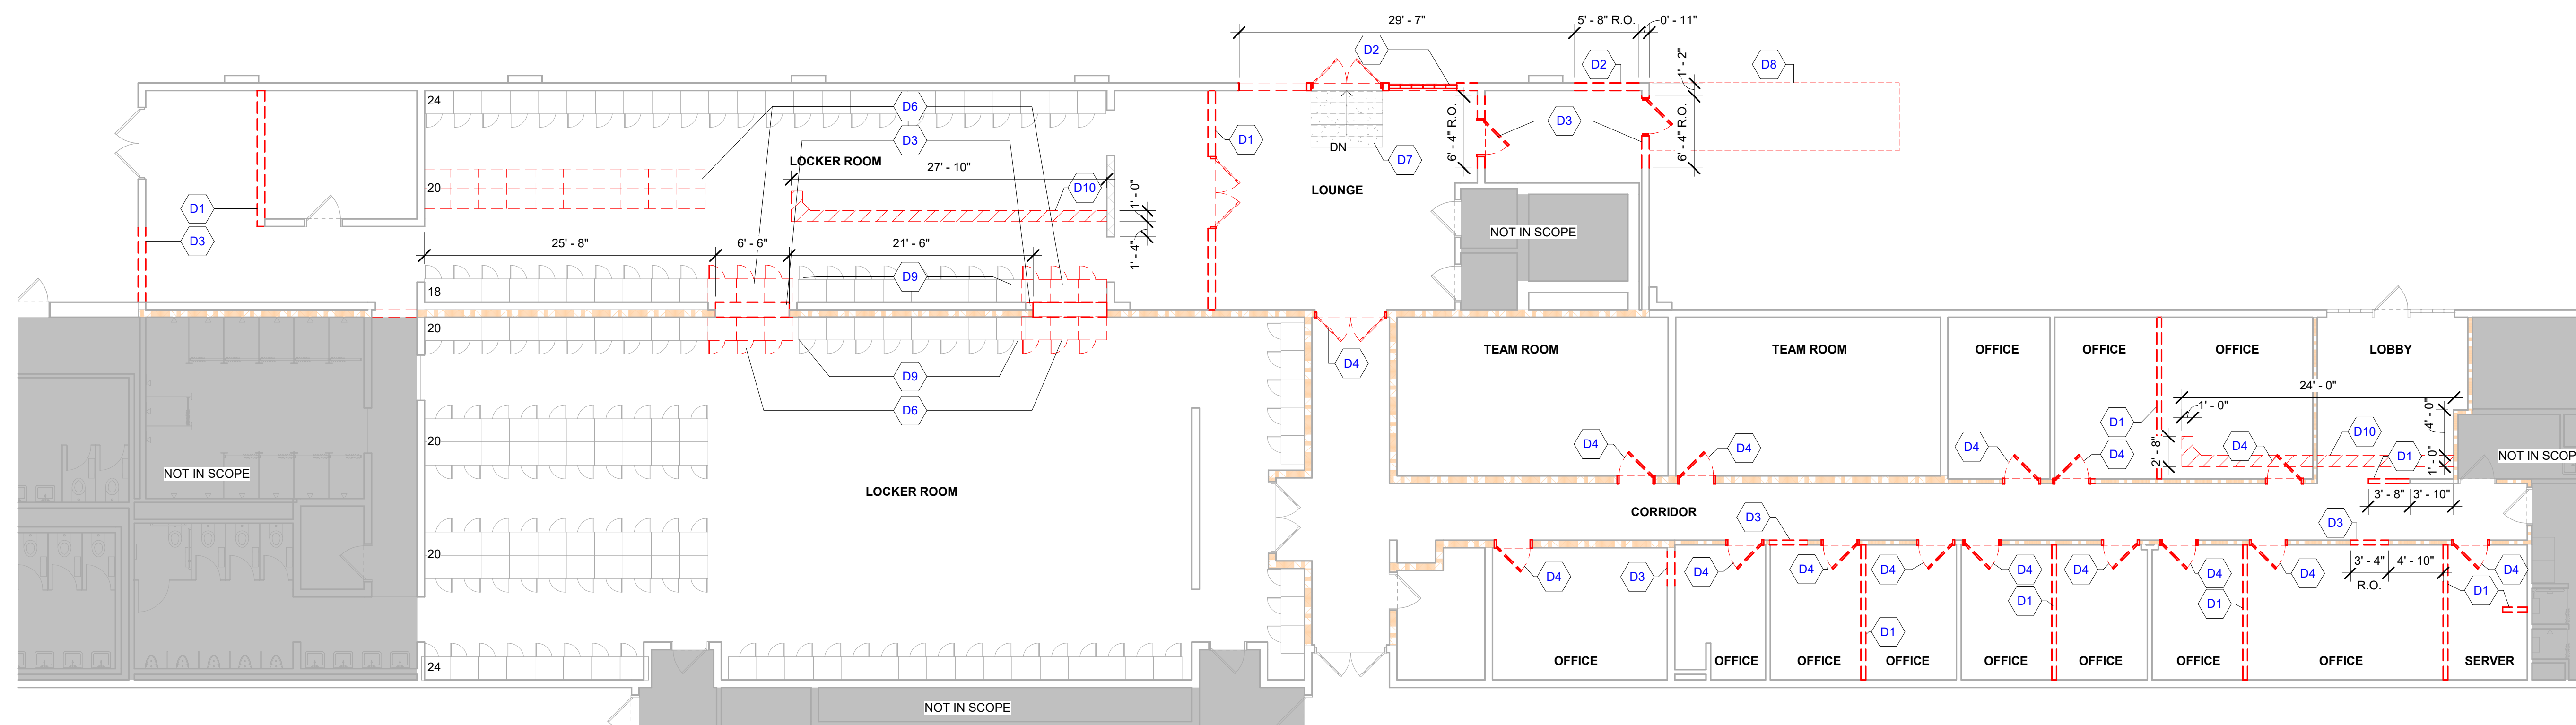 29' - 7"
5' - 8" R.O.
0' - 11"
D2
D2
1' - 2"
D8
24
D6
D3
D1
6' - 4" R.O.
D3
6' - 4" R.O.
DN
D7
LOCKER ROOM
27' - 10"
20
D10
1' - 0"
LOUNGE
D1
D3
NOT IN SCOPE
25' - 8"
6' - 6"
21' - 6"
1' - 4"
D9
18
20
D4
TEAM ROOM
TEAM ROOM
OFFICE
OFFICE
OFFICE
LOBBY
D9
24' - 0"
1' - 0"
4' - 0"
D6
D1
D10
20
D4
D4
D4
D4
D4
2' - 8"
D1
1' - 0"
NOT IN SCOP
NOT IN SCOPE
LOCKER ROOM
3' - 8"
3' - 10"
CORRIDOR
D3
D3
20
3' - 4"
4' - 10"
R.O.
D4
D3
D4
D4
D4
D4
D4
D4
D4
D4
D1
D1
D1
D1
24
OFFICE
OFFICE
OFFICE
OFFICE
OFFICE
OFFICE
OFFICE
OFFICE
SERVER
NOT IN SCOPE